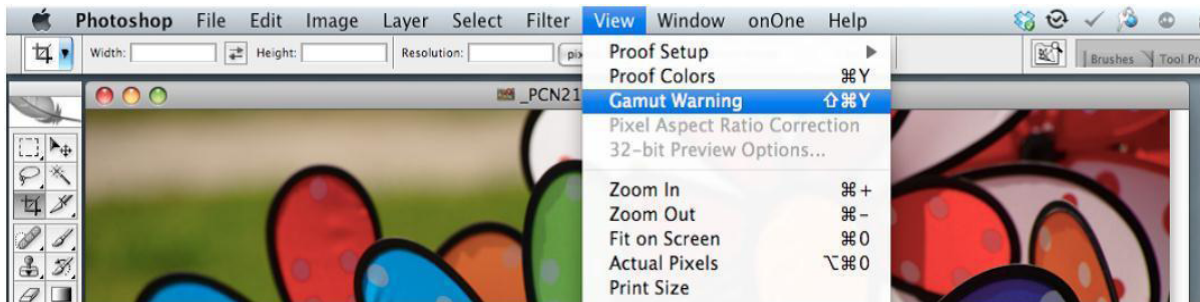 Photoshop File Edit Image Layer Select Filter View Window onOne Help
Width: Height: Resolution: Brushes Tool
_PCN21
Proof Setup
Proof Colors ⌘Y
Gamut Warning ⇧⌘Y
Pixel Aspect Ratio Correction
32-bit Preview Options...
Zoom In ⌘+
Zoom Out ⌘-
Fit on Screen ⌘0
Actual Pixels ⌥⌘0
Print Size